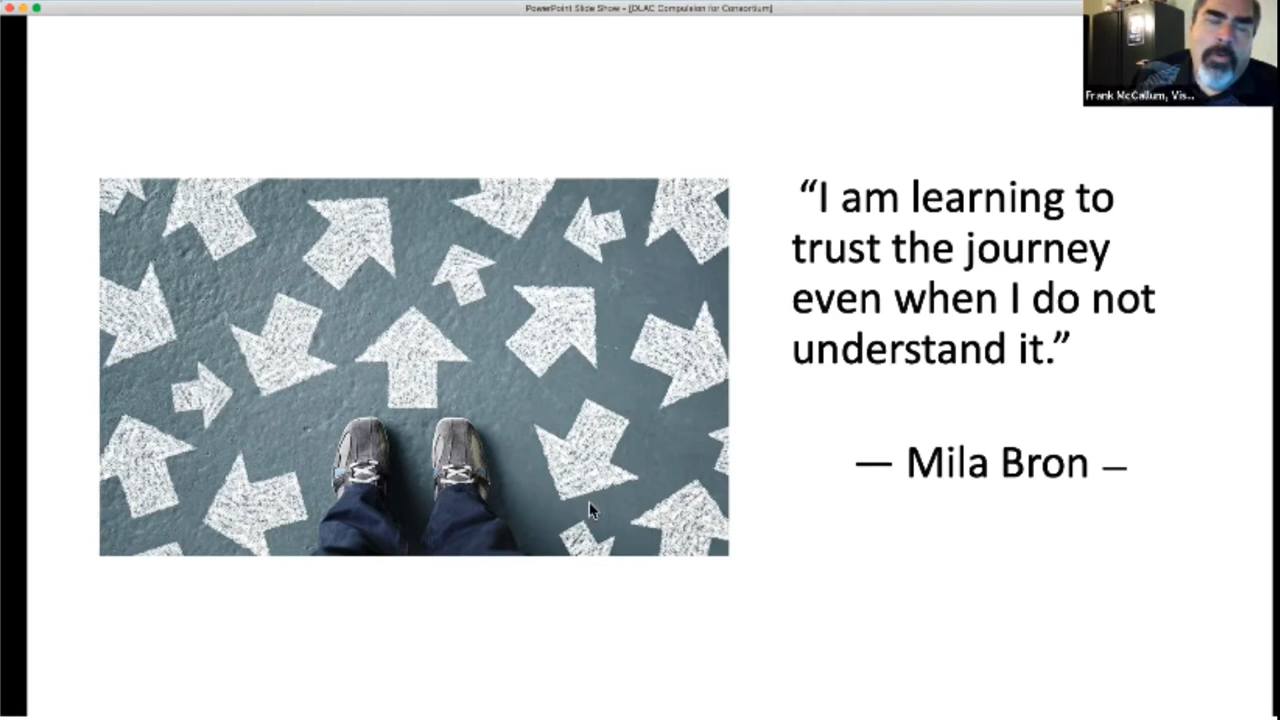 PowerPoint Slide Show - [DLAC Compulsion for Consortium]
Frank McCallum, Vis...
“I am learning to
trust the journey
even when I do not
understand it.”
— Mila Bron —